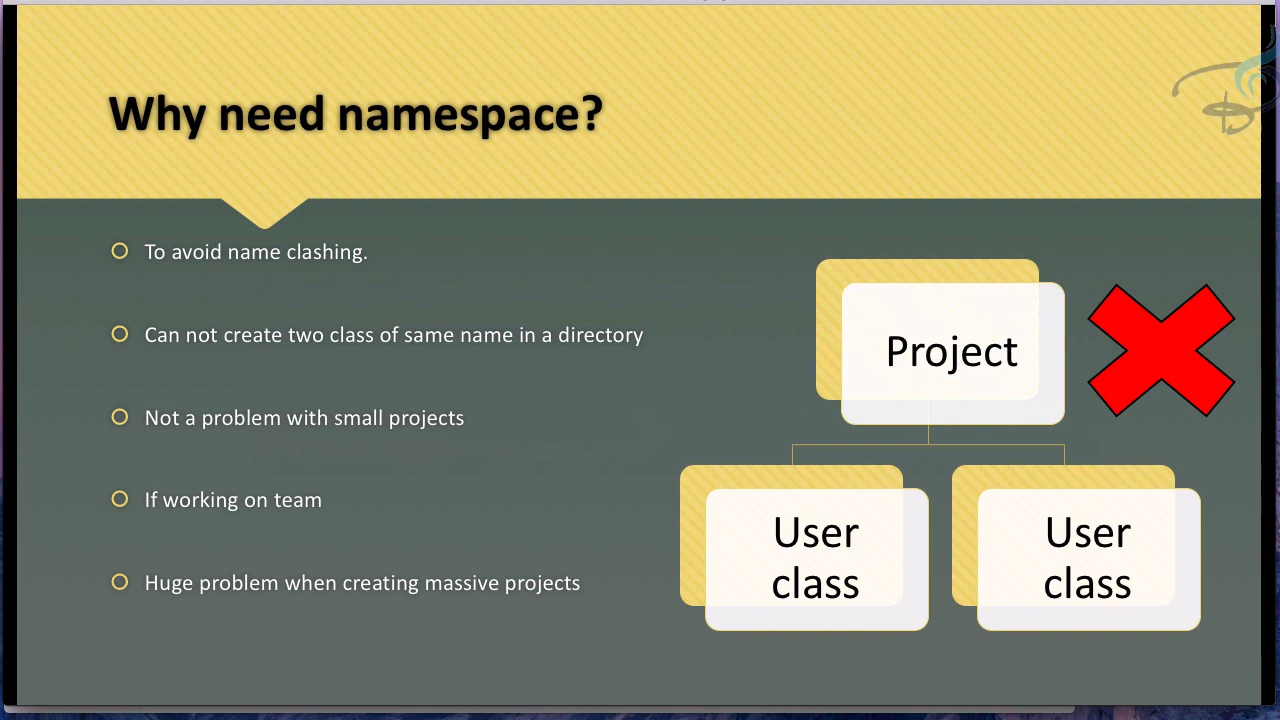 Why need namespace?
To avoid name clashing.
Can not create two class of same name in a directory
Not a problem with small projects
If working on team
Huge problem when creating massive projects
Project
User
class
User
class